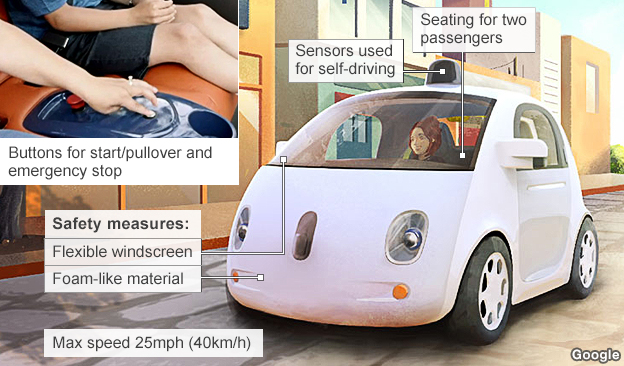 Seating for two
passengers
Sensors used
for self-driving
Buttons for start/pullover and
emergency stop
Safety measures:
Flexible windscreen
Foam-like material
Max speed 25mph (40km/h)
Google